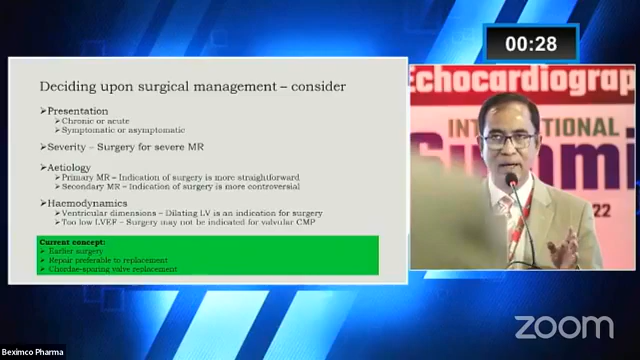 00:28
Deciding upon surgical management – consider
➢Presentation
➢Chronic or acute
➢Symptomatic or asymptomatic
➢Severity – Surgery for severe MR
➢Aetiology
➢Primary MR – Indication of surgery is more straightforward
➢Secondary MR – Indication of surgery is more controversial
➢Haemodynamics
➢Ventricular dimensions – Dilating LV is an indication for surgery
➢Too low LVEF – Surgery may not be indicated for valvular CMP
Current concept:
➢ Earlier surgery
➢ Repair preferable to replacement
➢ Chordae-sparing valve replacement
Echocardiograp
INTERNATIONAL
Summi
22
zoom
Beximco Pharma